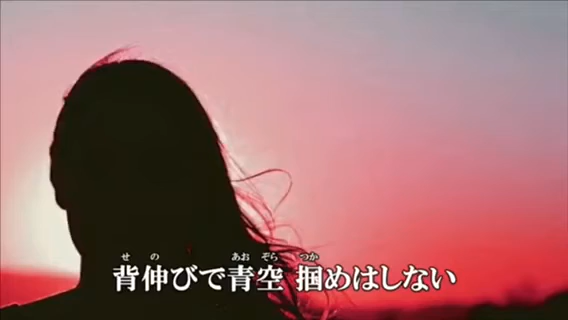 せ の あお ぞら つか
背伸びで青空 掴めはしない